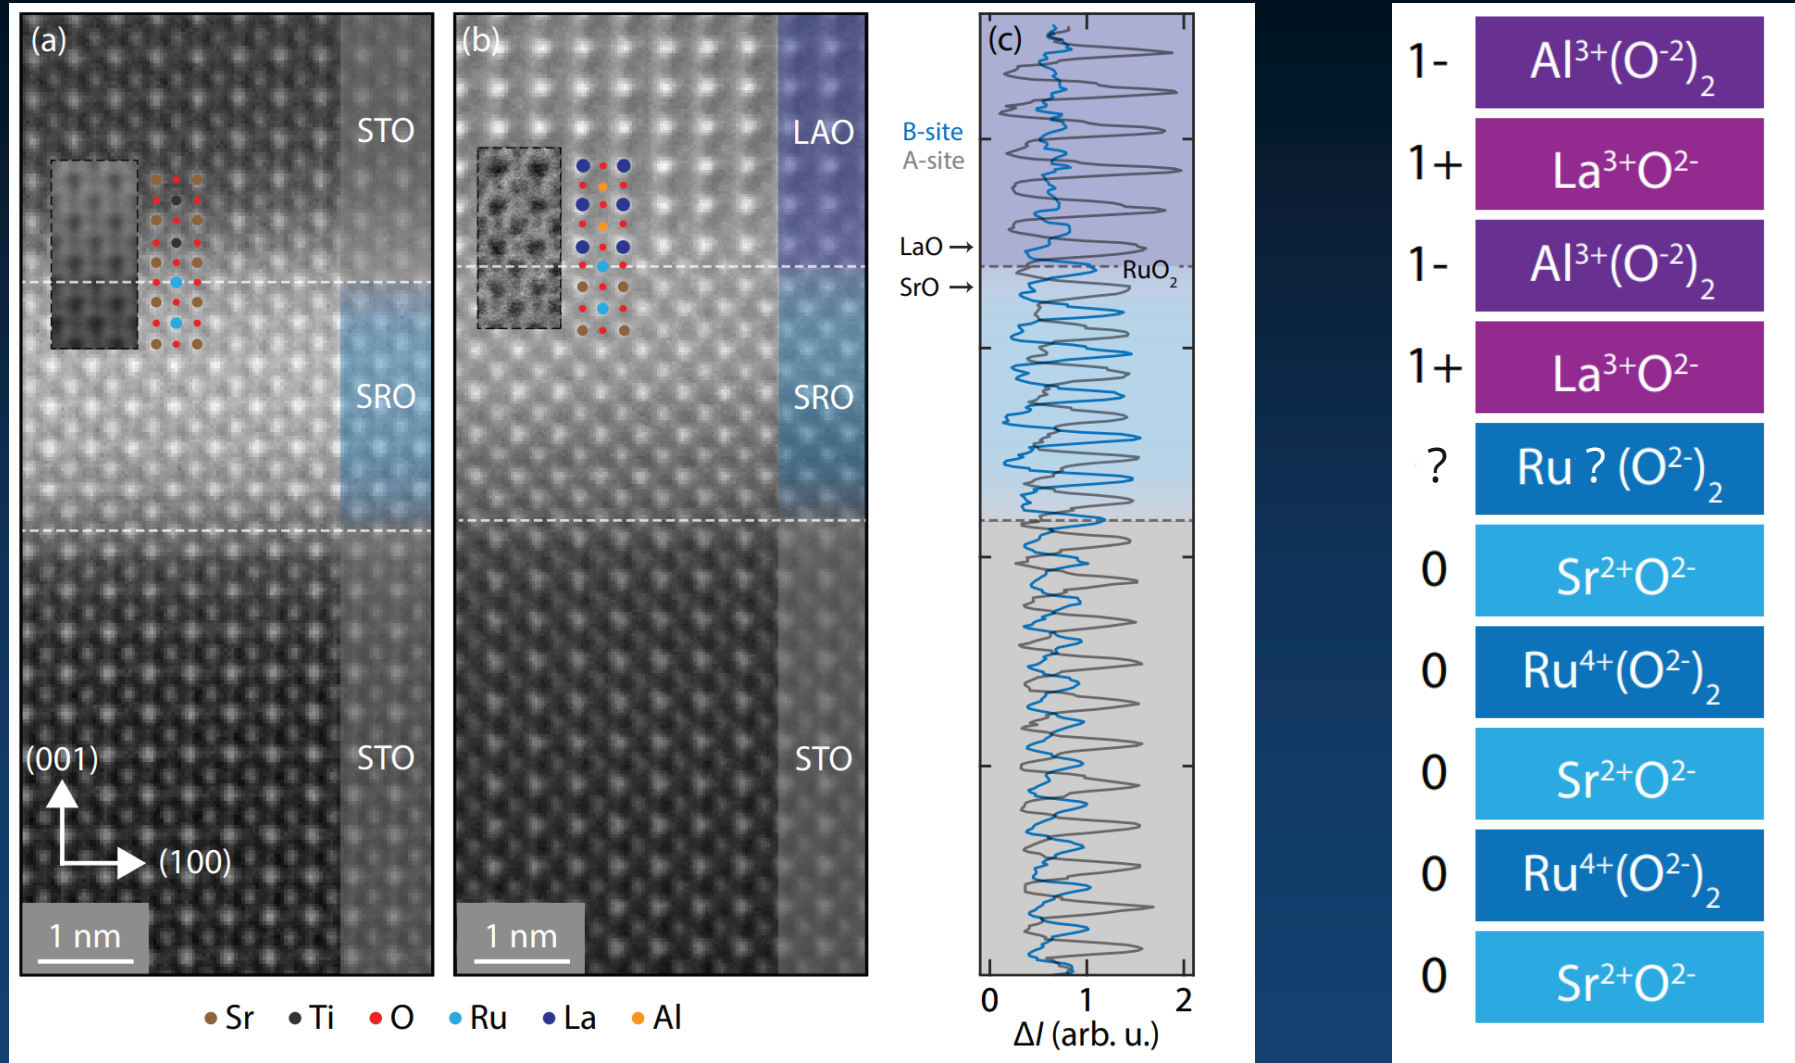 (a)
STO
SRO
STO
(001)
(100)
1 nm
(b)
LAO
SRO
STO
1 nm
Sr Ti O Ru La Al
(c)
B-site
A-site
LaO →
RuO₂
SrO →
0 1 2
ΔI (arb. u.)
1- Al³⁺(O⁻²)₂
1+ La³⁺O²⁻
1- Al³⁺(O⁻²)₂
1+ La³⁺O²⁻
? Ru ? (O²⁻)₂
0 Sr²⁺O²⁻
0 Ru⁴⁺(O²⁻)₂
0 Sr²⁺O²⁻
0 Ru⁴⁺(O²⁻)₂
0 Sr²⁺O²⁻